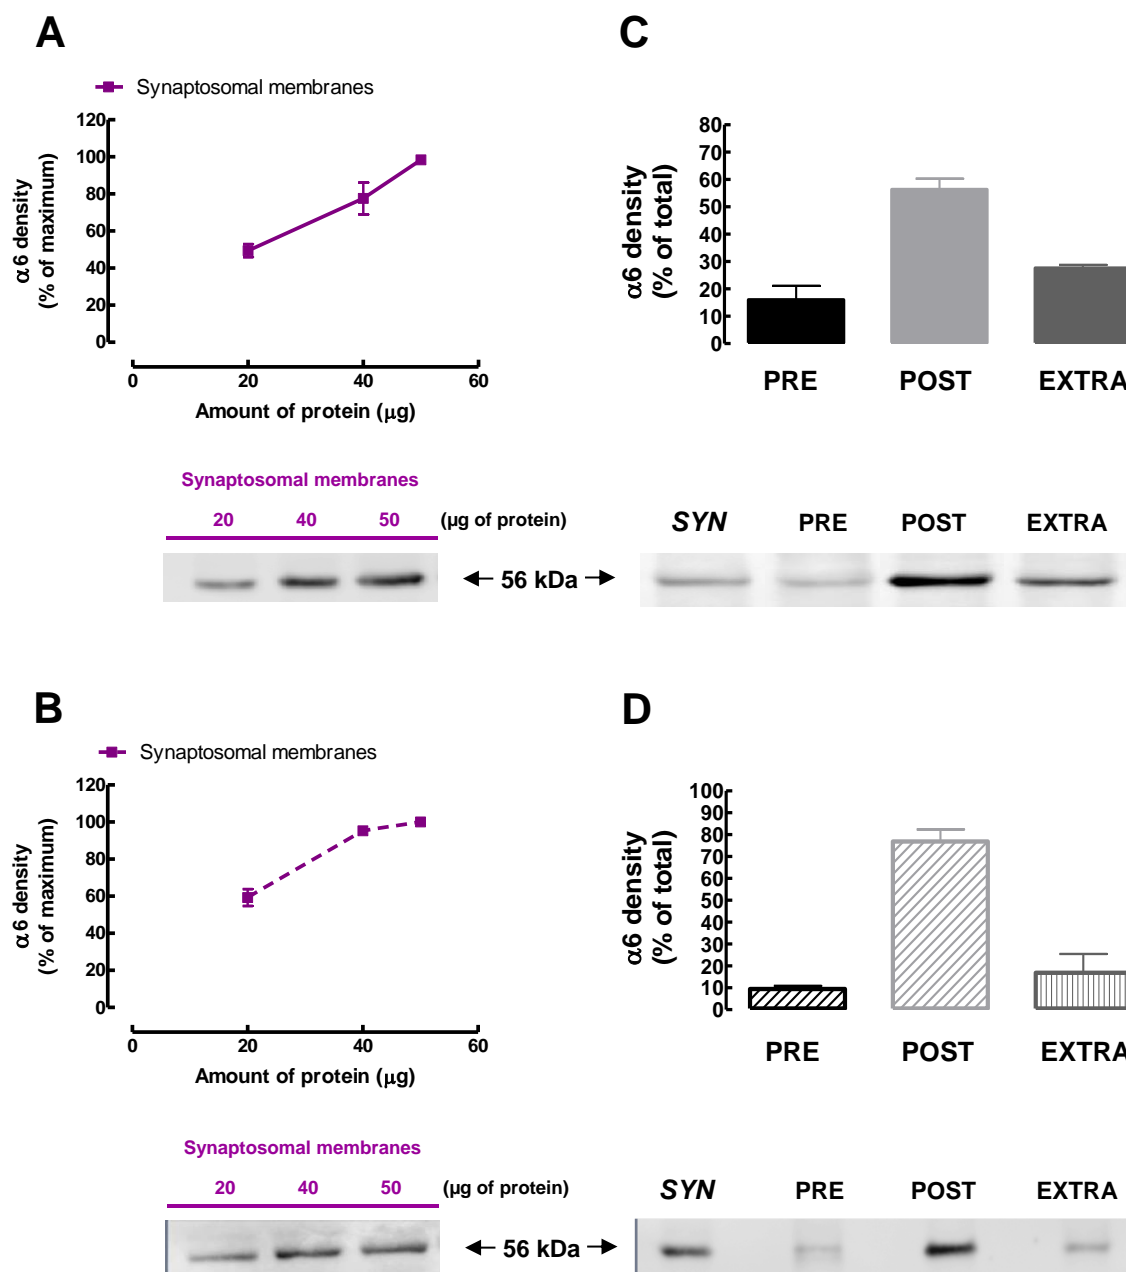 A
Synaptosomal membranes
120
100
80
60
40
20
0
α6 density
(% of maximum)
0 20 40 60
Amount of protein (μg)
Synaptosomal membranes
20 40 50 (μg of protein)
← 56 kDa →
C
80
70
60
50
40
30
20
10
0
α6 density
(% of total)
PRE POST EXTRA
SYN PRE POST EXTRA
B
Synaptosomal membranes
120
100
80
60
40
20
0
α6 density
(% of maximum)
0 20 40 60
Amount of protein (μg)
Synaptosomal membranes
20 40 50 (μg of protein)
← 56 kDa →
D
100
90
80
70
60
50
40
30
20
10
0
α6 density
(% of total)
PRE POST EXTRA
SYN PRE POST EXTRA